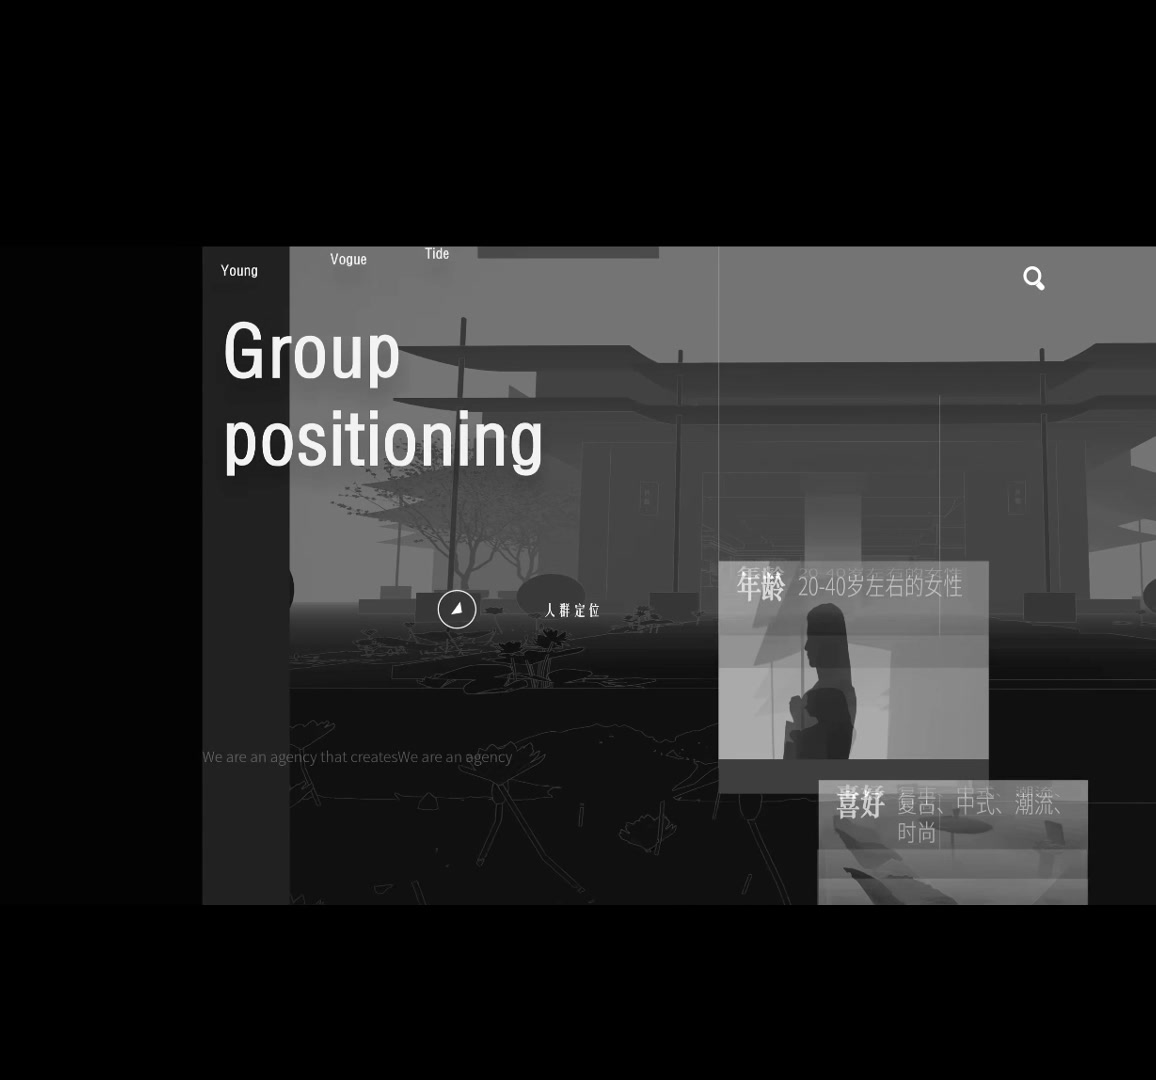 Young
Vogue
Tide
Group
positioning
人群定位
年龄 20-40岁左右的女性
We are an agency that createsWe are an agency
喜好 复古、中式、潮流、
时尚